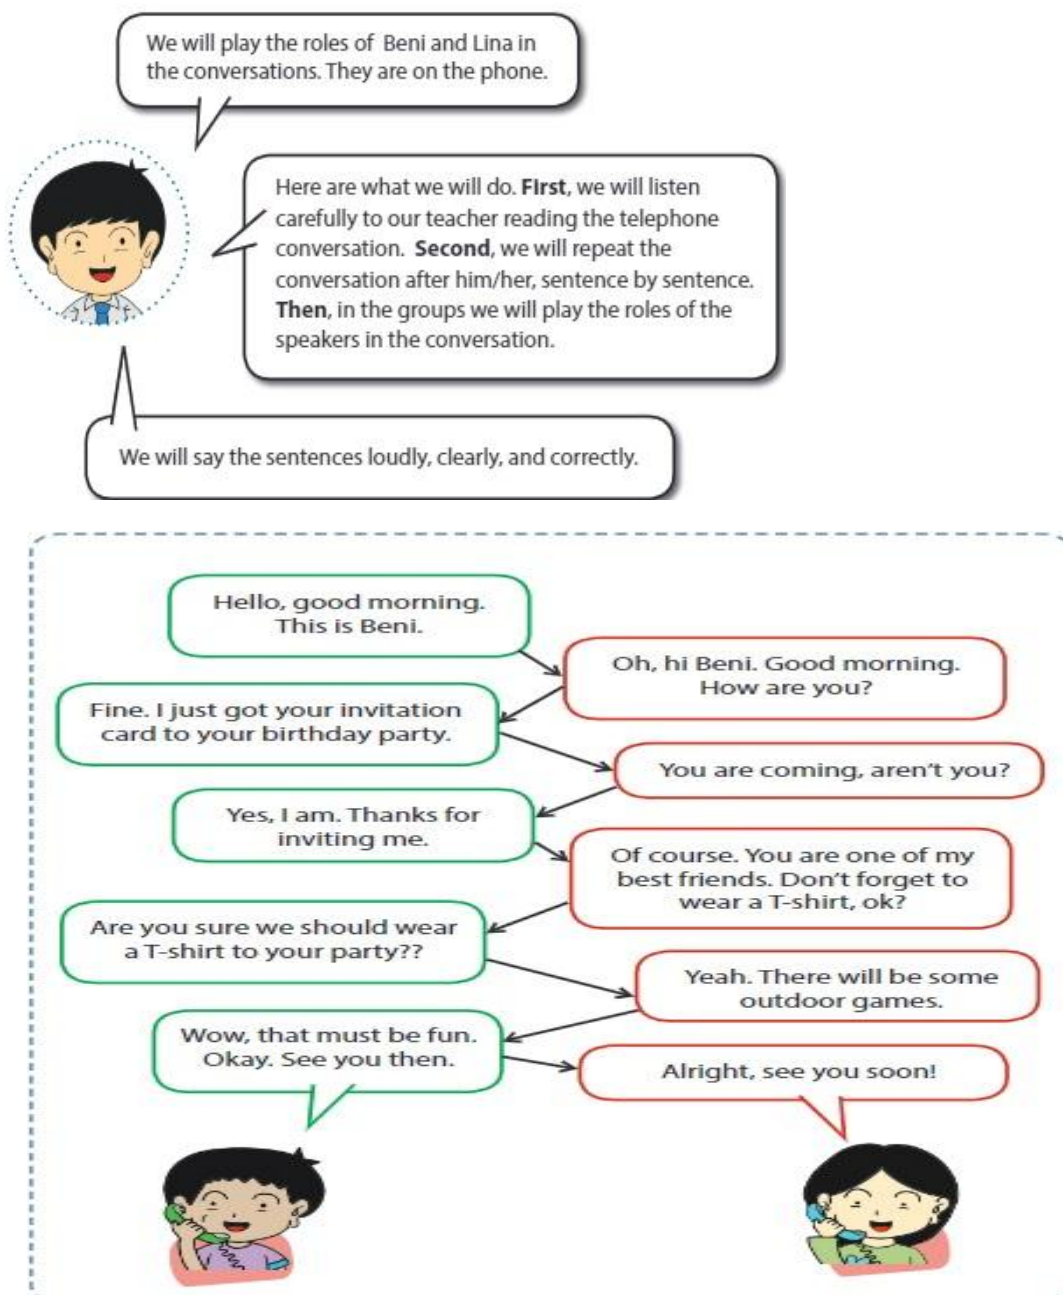 We will play the roles of Beni and Lina in
the conversations. They are on the phone.
Here are what we will do. FIrst, we will listen
carefully to our teacher reading the telephone
conversation. Second, we will repeat the
conversation after him/her, sentence by sentence.
Then, in the groups we will play the roles of the
speakers in the conversation.
We will say the sentences loudly, clearly, and correctly.
Hello, good morning.
This is Beni.
Oh, hi Beni. Good morning.
How are you?
Fine. I just got your invitation
card to your birthday party.
You are coming, aren't you?
Yes, I am. Thanks for
inviting me.
Of course. You are one of my
best friends. Don't forget to
wear a T-shirt, ok?
Are you sure we should wear
a T-shirt to your party??
Yeah. There will be some
outdoor games.
Wow, that must be fun.
Okay. See you then.
Alright, see you soon!